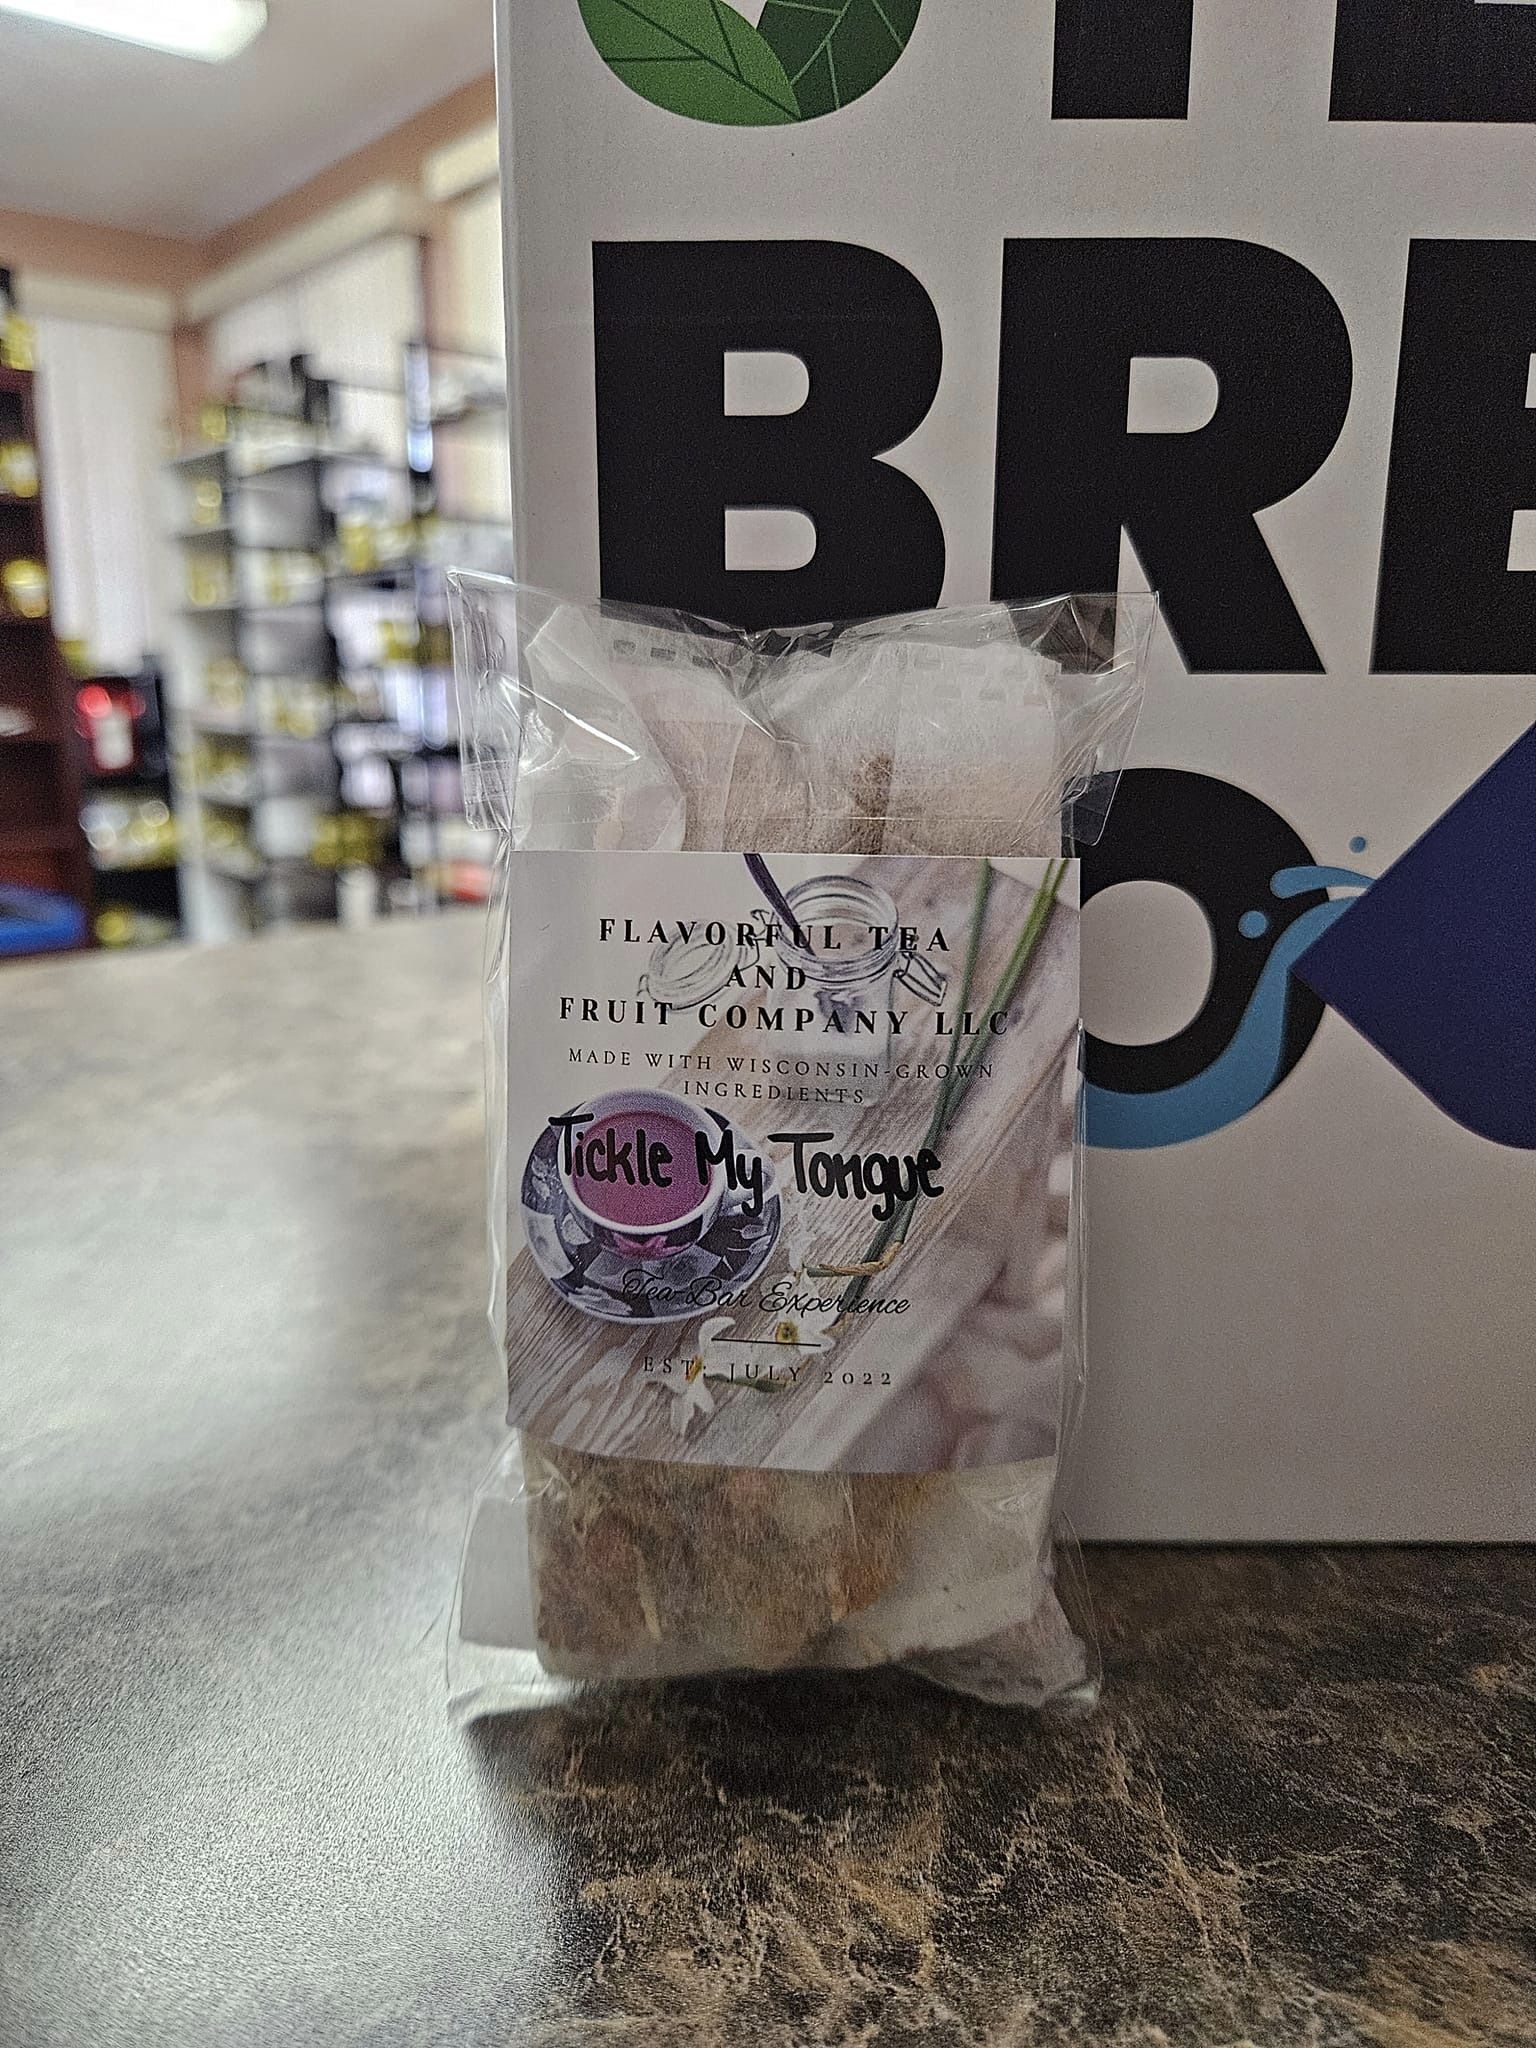 BRE
FLAVORFUL TEA
AND
FRUIT COMPANY LLC
MADE WITH WISCONSIN-GROWN
INGREDIENTS
Tickle My Tongue
Tea-Bar Experience
EST: JULY 2022